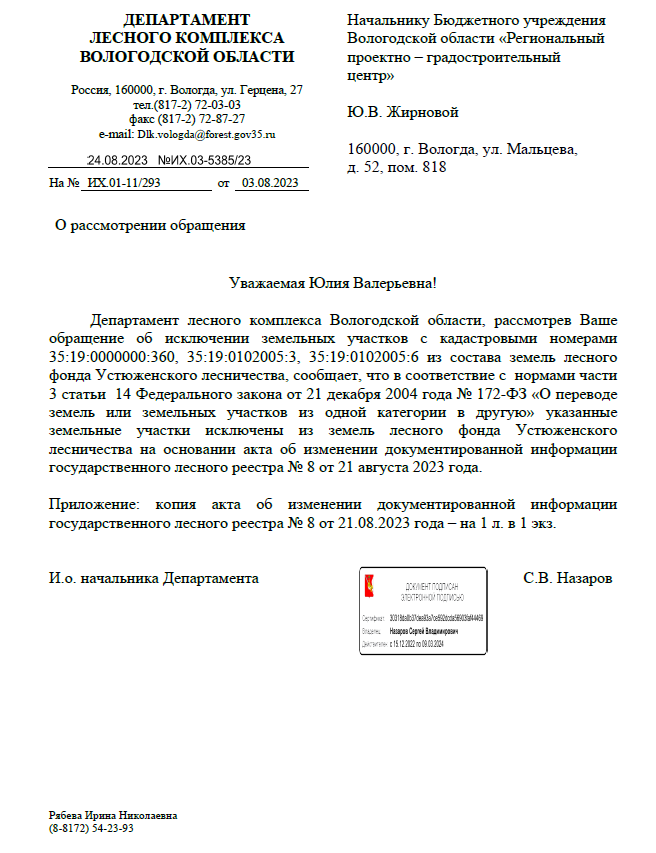 ДЕПАРТАМЕНТ
ЛЕСНОГО КОМПЛЕКСА
ВОЛОГОДСКОЙ ОБЛАСТИ
Россия, 160000, г. Вологда, ул. Герцена, 27
тел.(817-2) 72-03-03
факс (817-2) 72-87-27
e-mail: Dlk.vologda@forest.gov35.ru
24.08.2023 №ИХ.03-5385/23
На № ИХ.01-11/293 от 03.08.2023
Начальнику Бюджетного учреждения
Вологодской области «Региональный
проектно – градостроительный
центр»
Ю.В. Жирновой
160000, г. Вологда, ул. Мальцева,
д. 52, пом. 818
О рассмотрении обращения
Уважаемая Юлия Валерьевна!
Департамент лесного комплекса Вологодской области, рассмотрев Ваше
обращение об исключении земельных участков с кадастровыми номерами
35:19:0000000:360, 35:19:0102005:3, 35:19:0102005:6 из состава земель лесного
фонда Устюженского лесничества, сообщает, что в соответствие с нормами части
3 статьи 14 Федерального закона от 21 декабря 2004 года № 172-ФЗ «О переводе
земель или земельных участков из одной категории в другую» указанные
земельные участки исключены из земель лесного фонда Устюженского
лесничества на основании акта об изменении документированной информации
государственного лесного реестра № 8 от 21 августа 2023 года.
Приложение: копия акта об изменении документированной информации
государственного лесного реестра № 8 от 21.08.2023 года – на 1 л. в 1 экз.
И.о. начальника Департамента
ДОКУМЕНТ ПОДПИСАН
ЭЛЕКТРОННОЙ ПОДПИСЬЮ
Сертификат:
Владелец: Назаров Сергей Владимирович
Действителен с 15.12.2022 по 09.03.2024
С.В. Назаров
Рябева Ирина Николаевна
(8-8172) 54-23-93